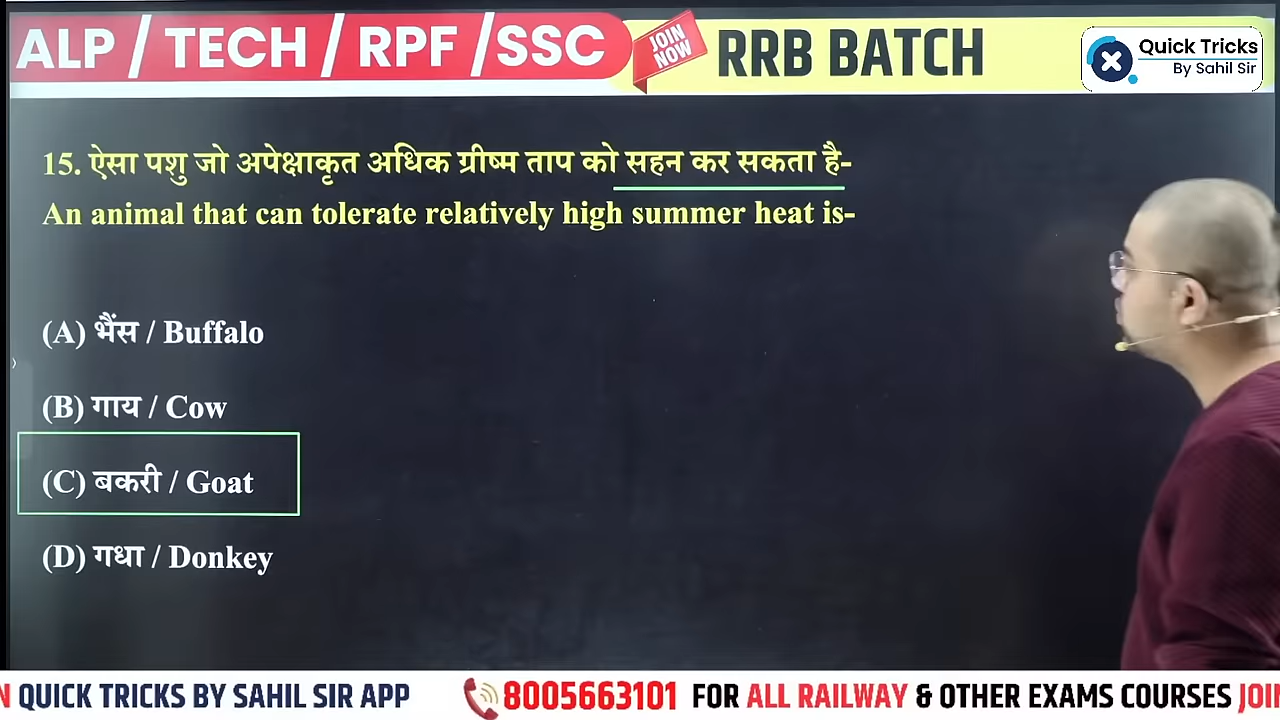 ALP / TECH / RPF / SSC
JOIN
NOW
RRB BATCH
Quick Tricks
By Sahil Sir
15. ऐसा पशु जो अपेक्षाकृत अधिक ग्रीष्म ताप को सहन कर सकता है-
An animal that can tolerate relatively high summer heat is-
(A) भैंस / Buffalo
(B) गाय / Cow
(C) बकरी / Goat
(D) गधा / Donkey
N QUICK TRICKS BY SAHIL SIR APP 8005663101 FOR ALL RAILWAY & OTHER EXAMS COURSES JOI